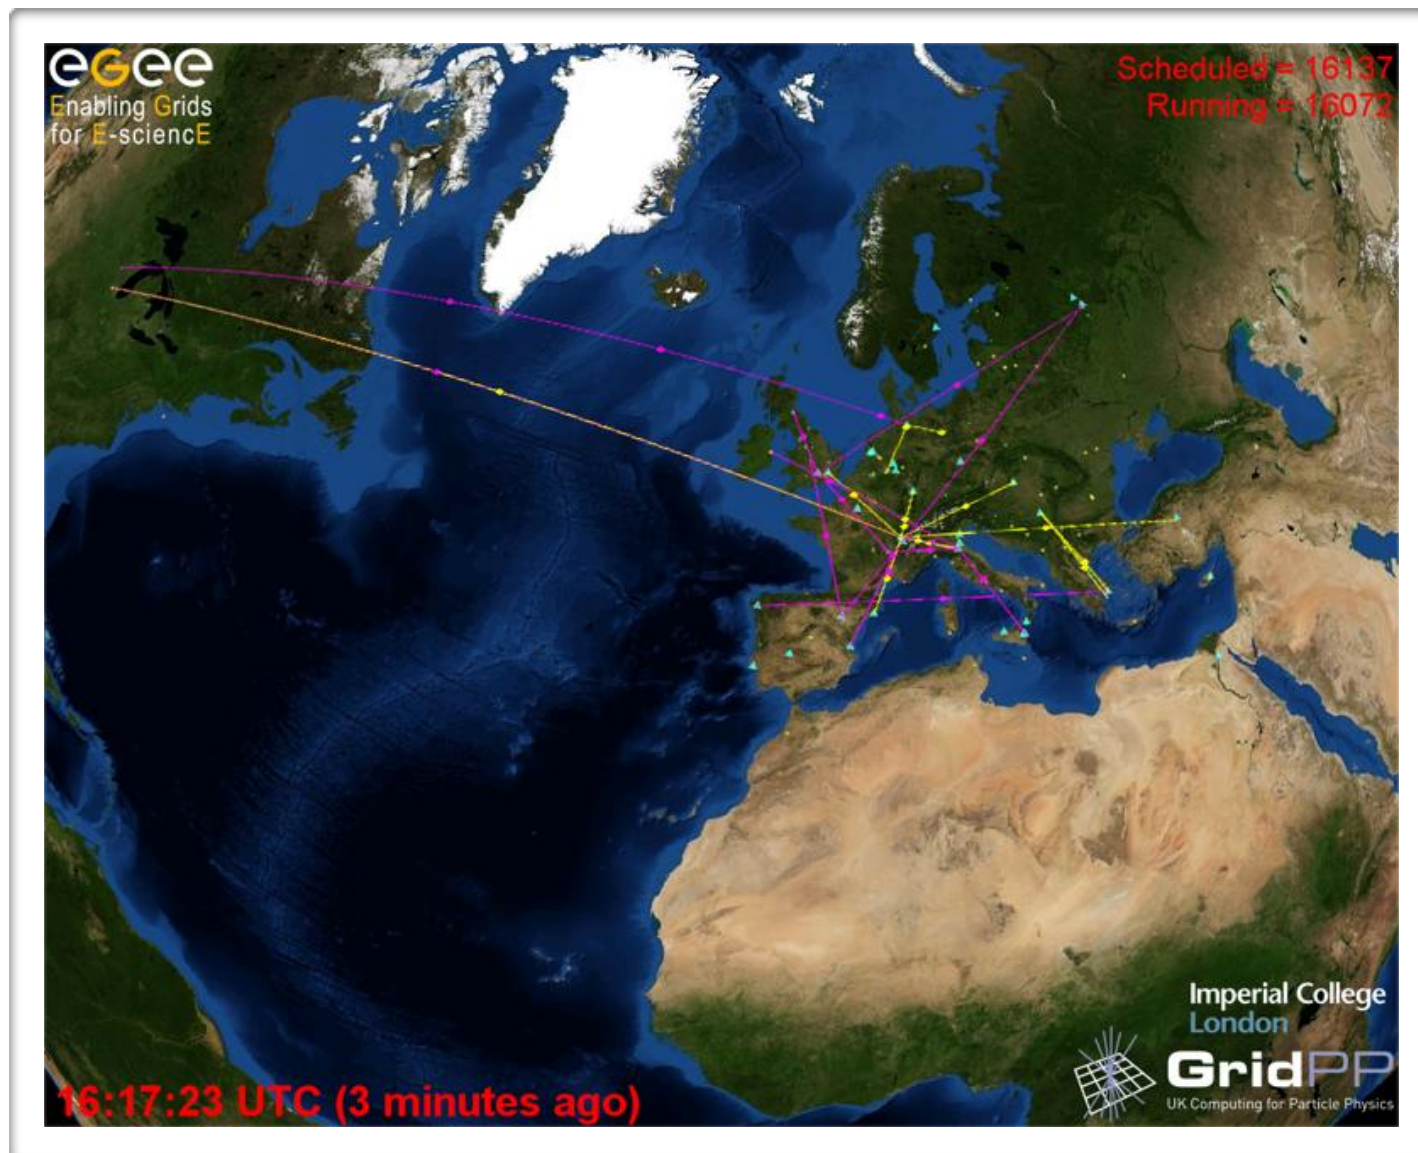 eGee
Enabling Grids
for E-sciencE
Scheduled = 16137
Running = 16072
Imperial College
London
GridPP
UK Computing for Particle Physics
16:17:23 UTC (3 minutes ago)